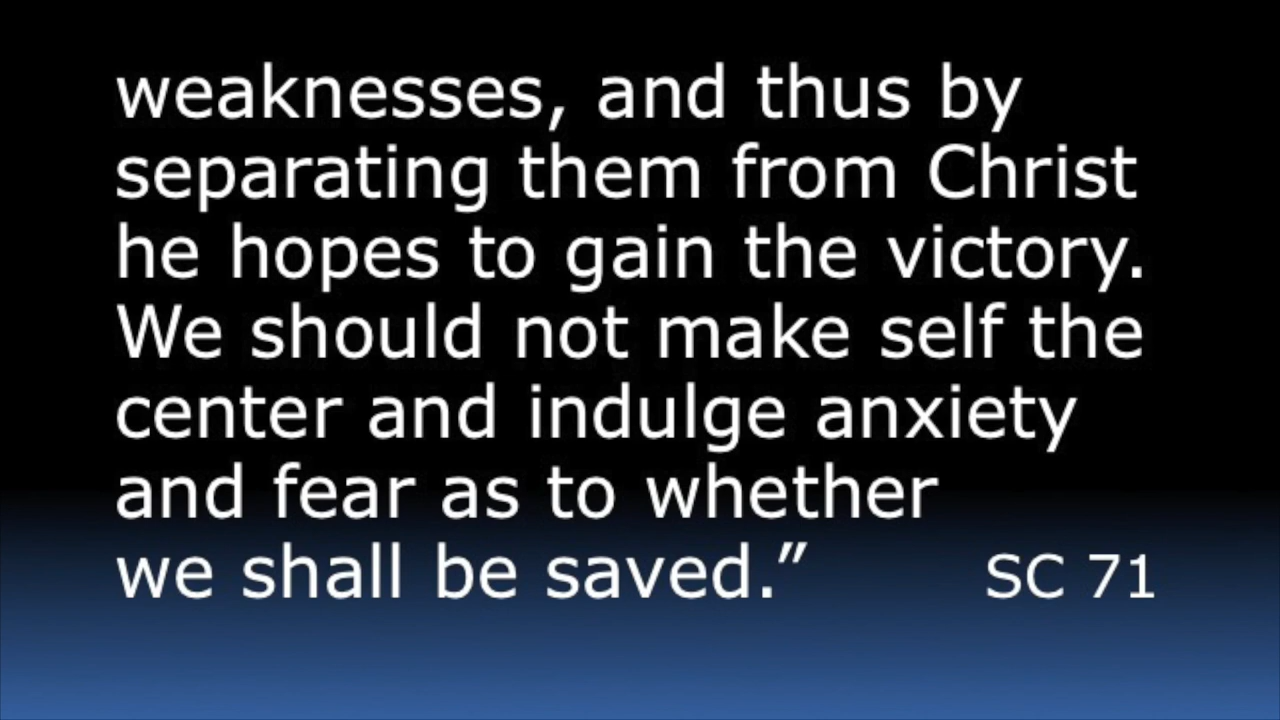 weaknesses, and thus by
separating them from Christ
he hopes to gain the victory.
We should not make self the
center and indulge anxiety
and fear as to whether
we shall be saved.” SC 71